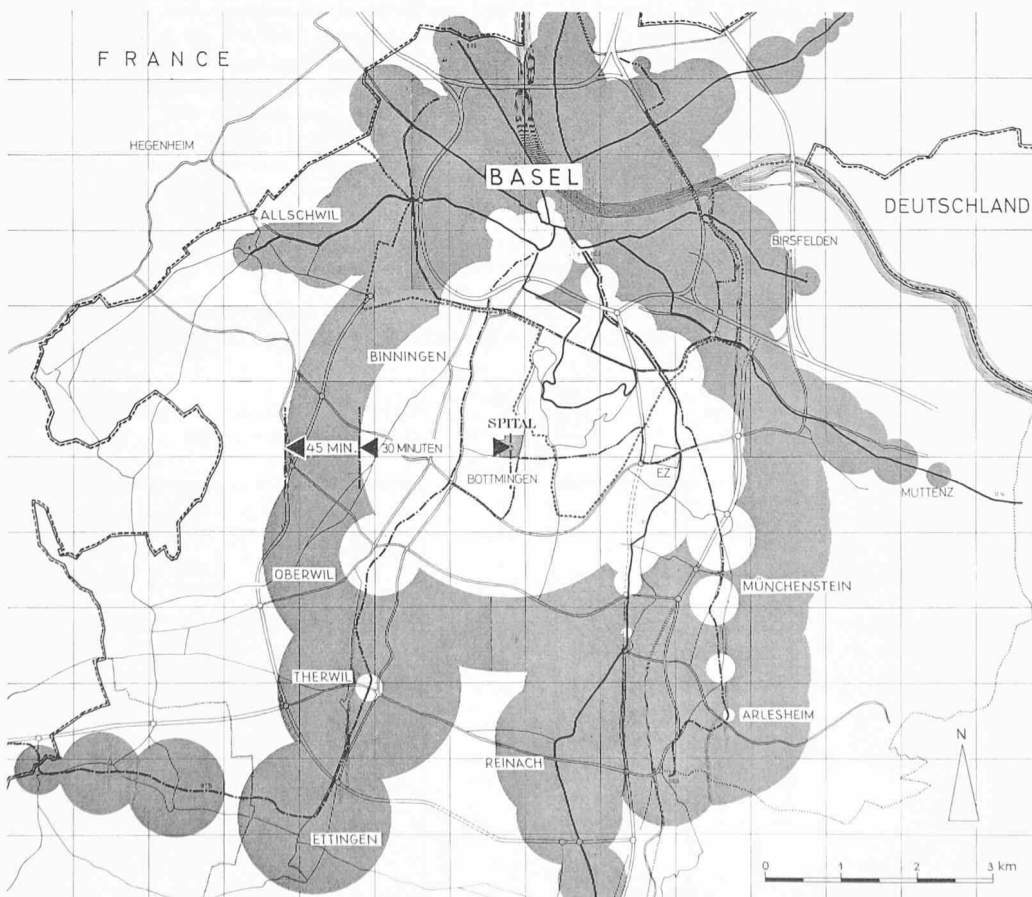 FRANCE
HEGENHEIM
BASEL
ALLSCHWIL
DEUTSCHLAND
BIRSFELDEN
BINNINGEN
SPITAL
45 MIN.
30 MINUTEN
BOTTMINGEN
EZ
MUTTENZ
OBERWIL
MÜNCHENSTEIN
THERWIL
ARLESHEIM
N
REINACH
ETTINGEN
0 1 2 3 km